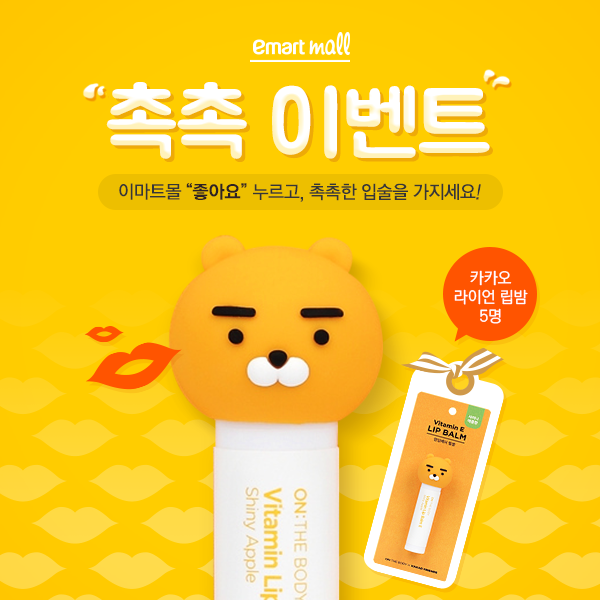 emart mall
“촉촉 이벤트”
이마트몰 “좋아요” 누르고, 촉촉한 입술을 가지세요!
카카오
라이언 립밤
5명
Vitamin E
LIP BALM
ON:THE BODY
Vitamin Lip
Shiny Apple